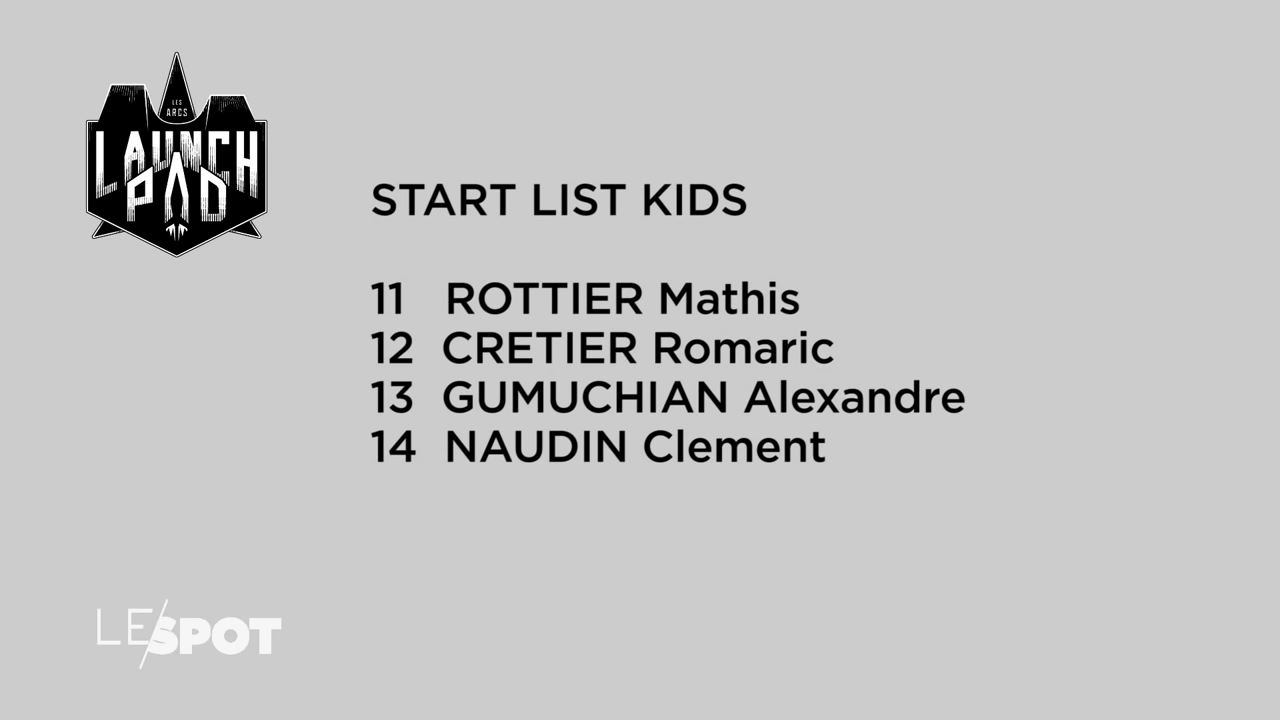 LES
ARCS
LAUNCH
PAD
START LIST KIDS
11 ROTTIER Mathis
12 CRETIER Romaric
13 GUMUCHIAN Alexandre
14 NAUDIN Clement
LE/SPOT